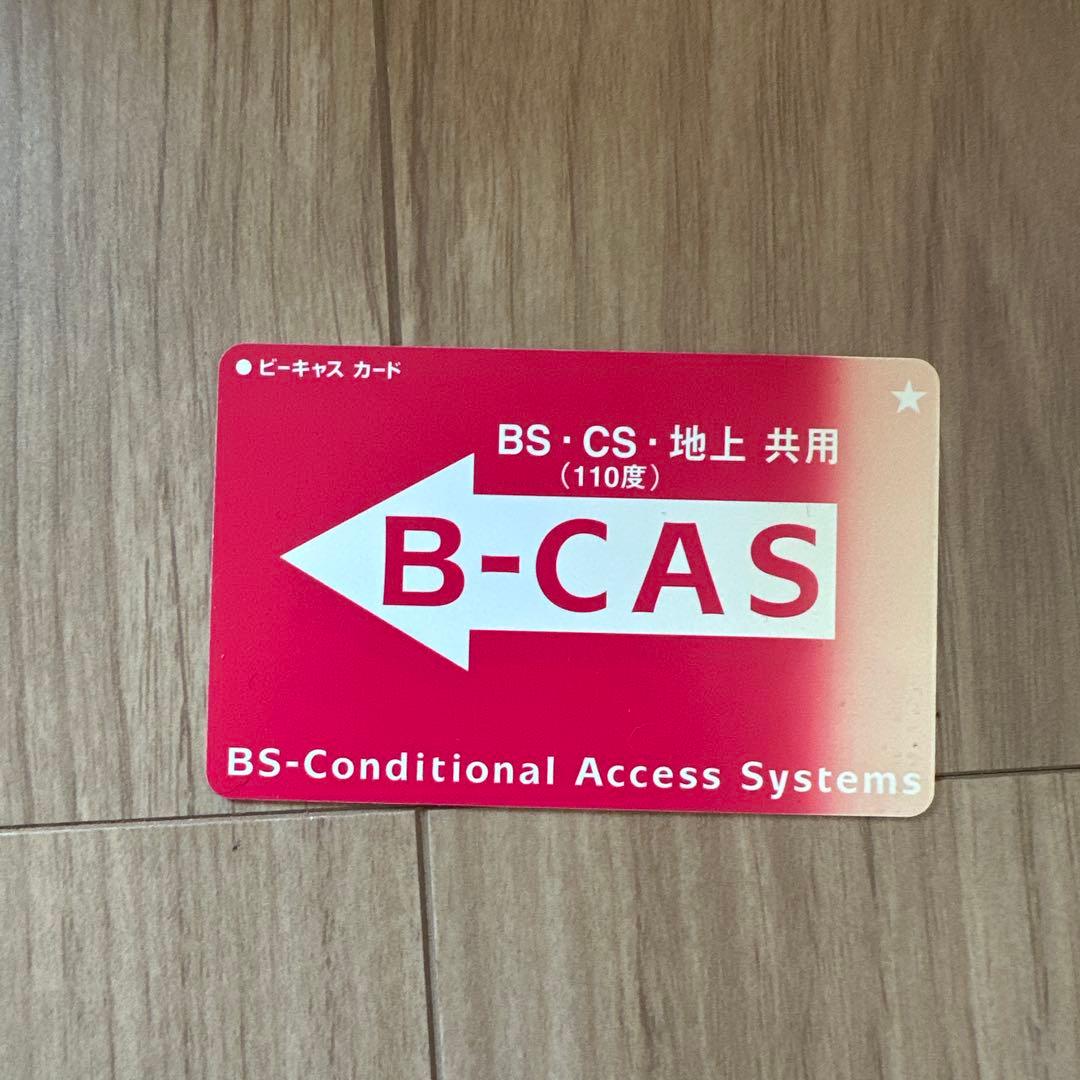 ●ビーキャス カード
★
BS・CS・地上 共用
(110度)
B-CAS
BS-Conditional Access Systems